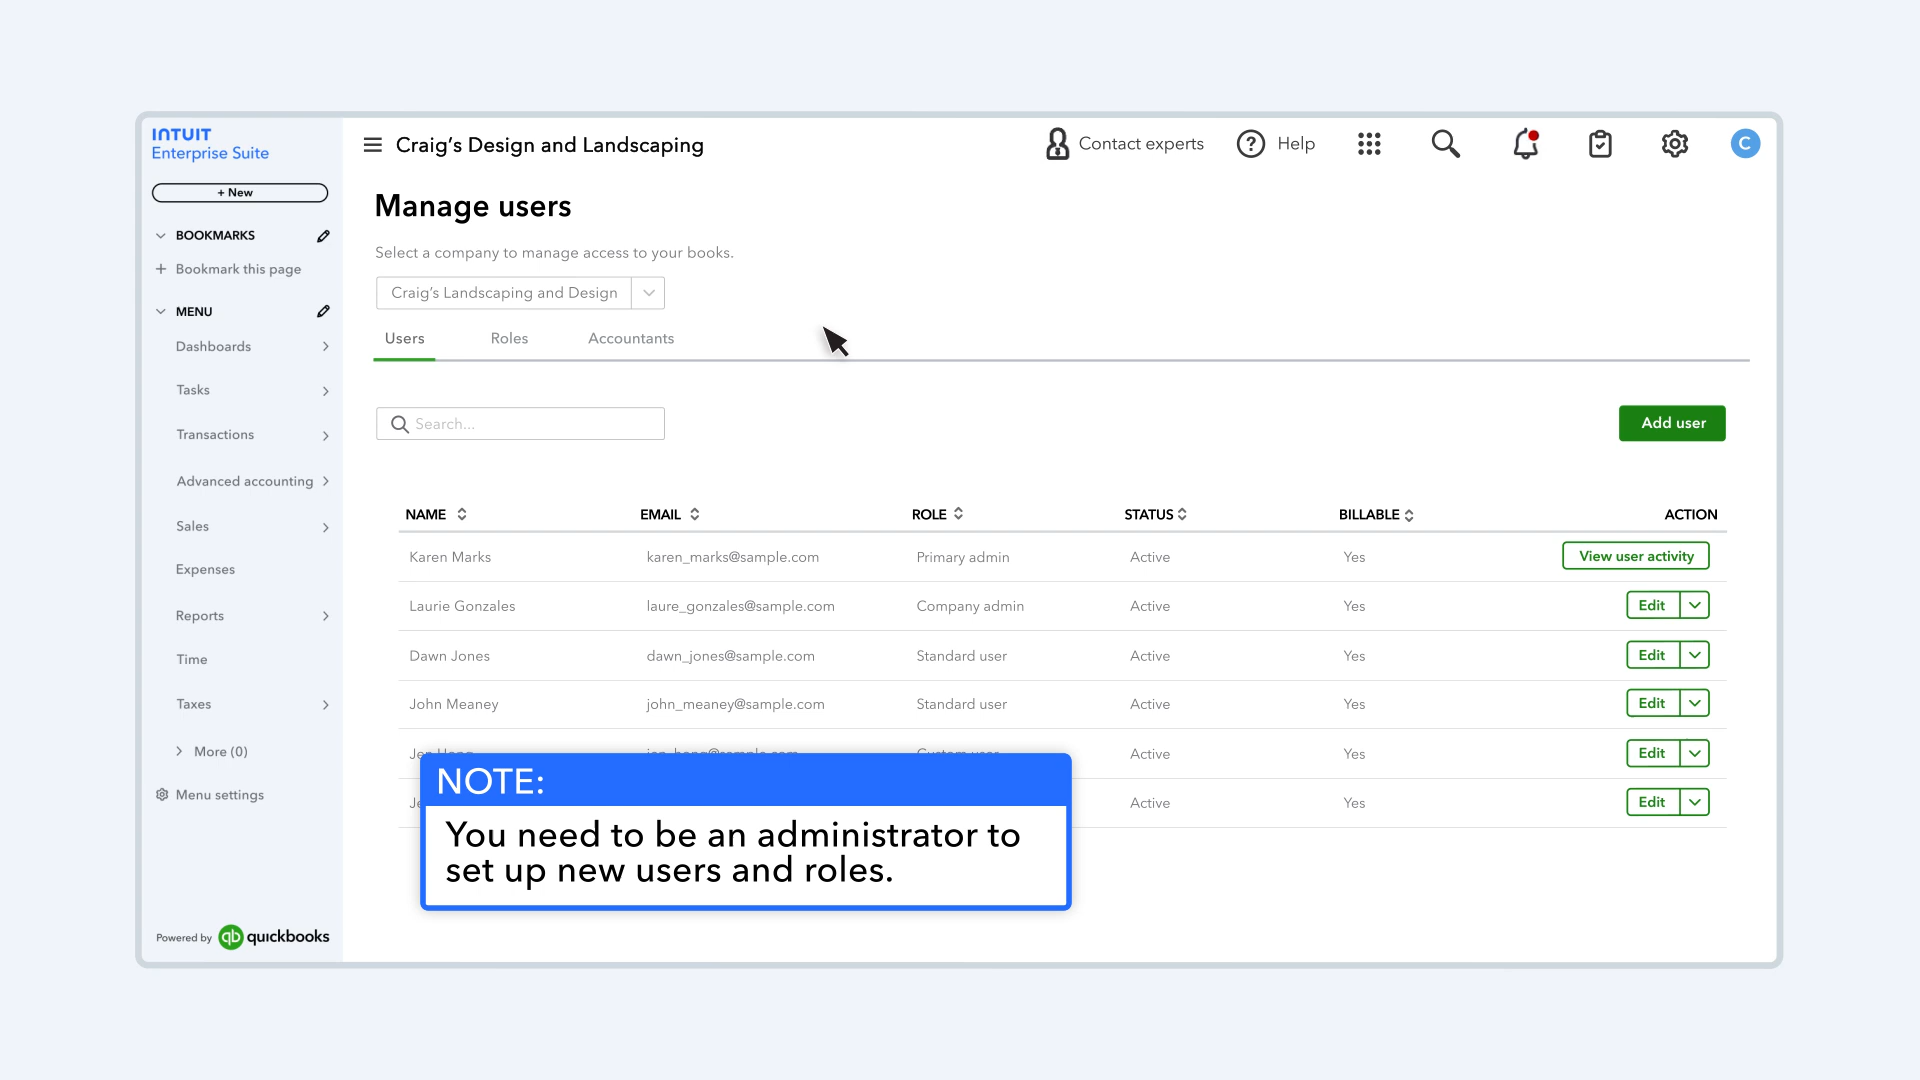 INTUIT
Enterprise Suite
+ New
BOOKMARKS
Bookmark this page
MENU
Dashboards
Tasks
Transactions
Advanced accounting
Sales
Expenses
Reports
Time
Taxes
More (0)
Menu settings
Powered by qb quickbooks
Craig's Design and Landscaping
Contact experts
? Help
C
Manage users
Select a company to manage access to your books.
Craig's Landscaping and Design
Users Roles Accountants
Search...
Add user
NAME EMAIL ROLE STATUS BILLABLE ACTION
Karen Marks karen_marks@sample.com Primary admin Active Yes View user activity
Laurie Gonzales laure_gonzales@sample.com Company admin Active Yes Edit
Dawn Jones dawn_jones@sample.com Standard user Active Yes Edit
John Meaney john_meaney@sample.com Standard user Active Yes Edit
Active Yes Edit
Active Yes Edit
NOTE:
You need to be an administrator to
set up new users and roles.